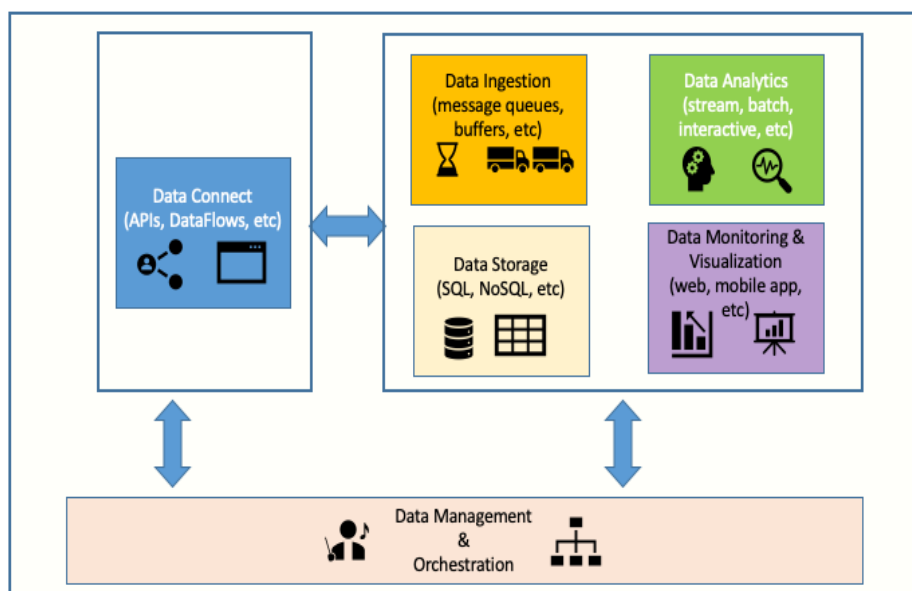 Data Connect
(APIs, DataFlows, etc)
Data Ingestion
(message queues,
buffers, etc)
Data Analytics
(stream, batch,
interactive, etc)
Data Storage
(SQL, NoSQL, etc)
Data Monitoring &
Visualization
(web, mobile app,
etc)
Data Management
&
Orchestration